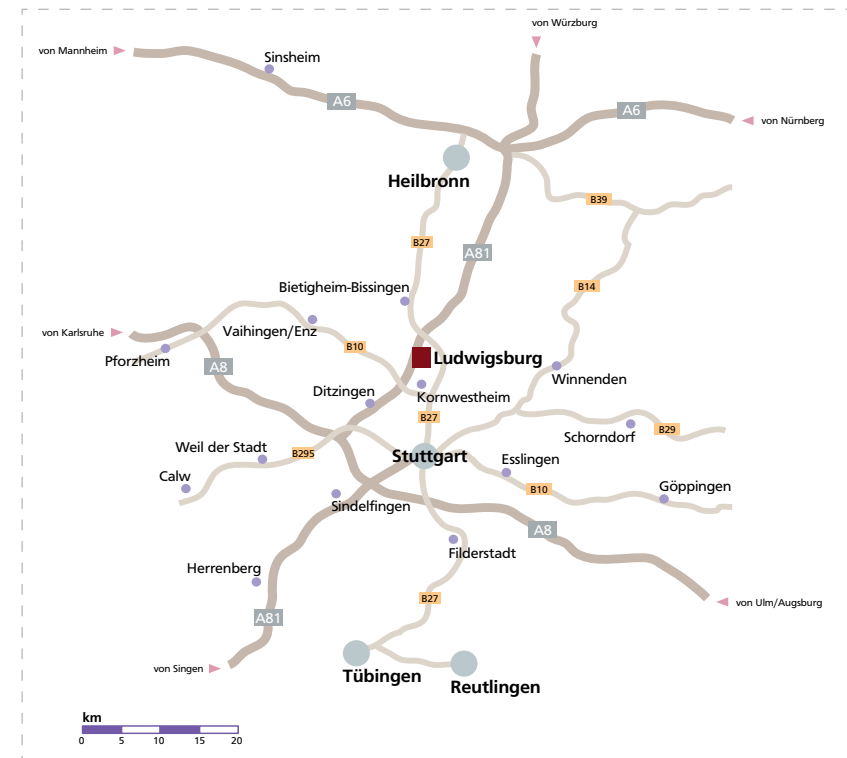 von Würzburg
von Mannheim
Sinsheim
A6
A6
von Nürnberg
Heilbronn
B39
B27
A81
Bietigheim-Bissingen
B14
von Karlsruhe
Vaihingen/Enz
B10
Pforzheim
Ludwigsburg
A8
Winnenden
Ditzingen
Kornwestheim
B27
Schorndorf
B29
Weil der Stadt
B295
Stuttgart
Esslingen
Calw
B10
Göppingen
Sindelfingen
A8
Filderstadt
Herrenberg
B27
von Ulm/Augsburg
A81
von Singen
Tübingen
Reutlingen
km
0 5 10 15 20